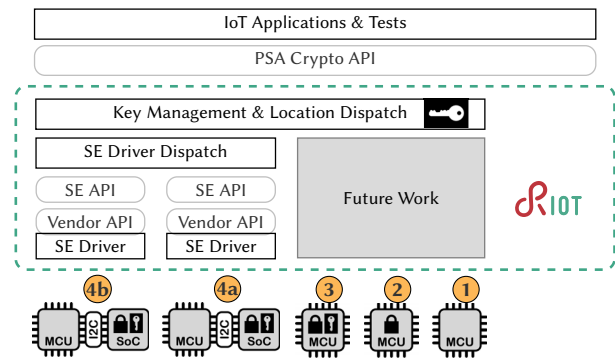 IoT Applications & Tests
PSA Crypto API
Key Management & Location Dispatch
SE Driver Dispatch
SE API
SE API
Future Work
Vendor API
Vendor API
SE Driver
SE Driver
RIOT
4b
4a
3
2
1
MCU
I2C
SoC
MCU
I2C
SoC
MCU
MCU
MCU